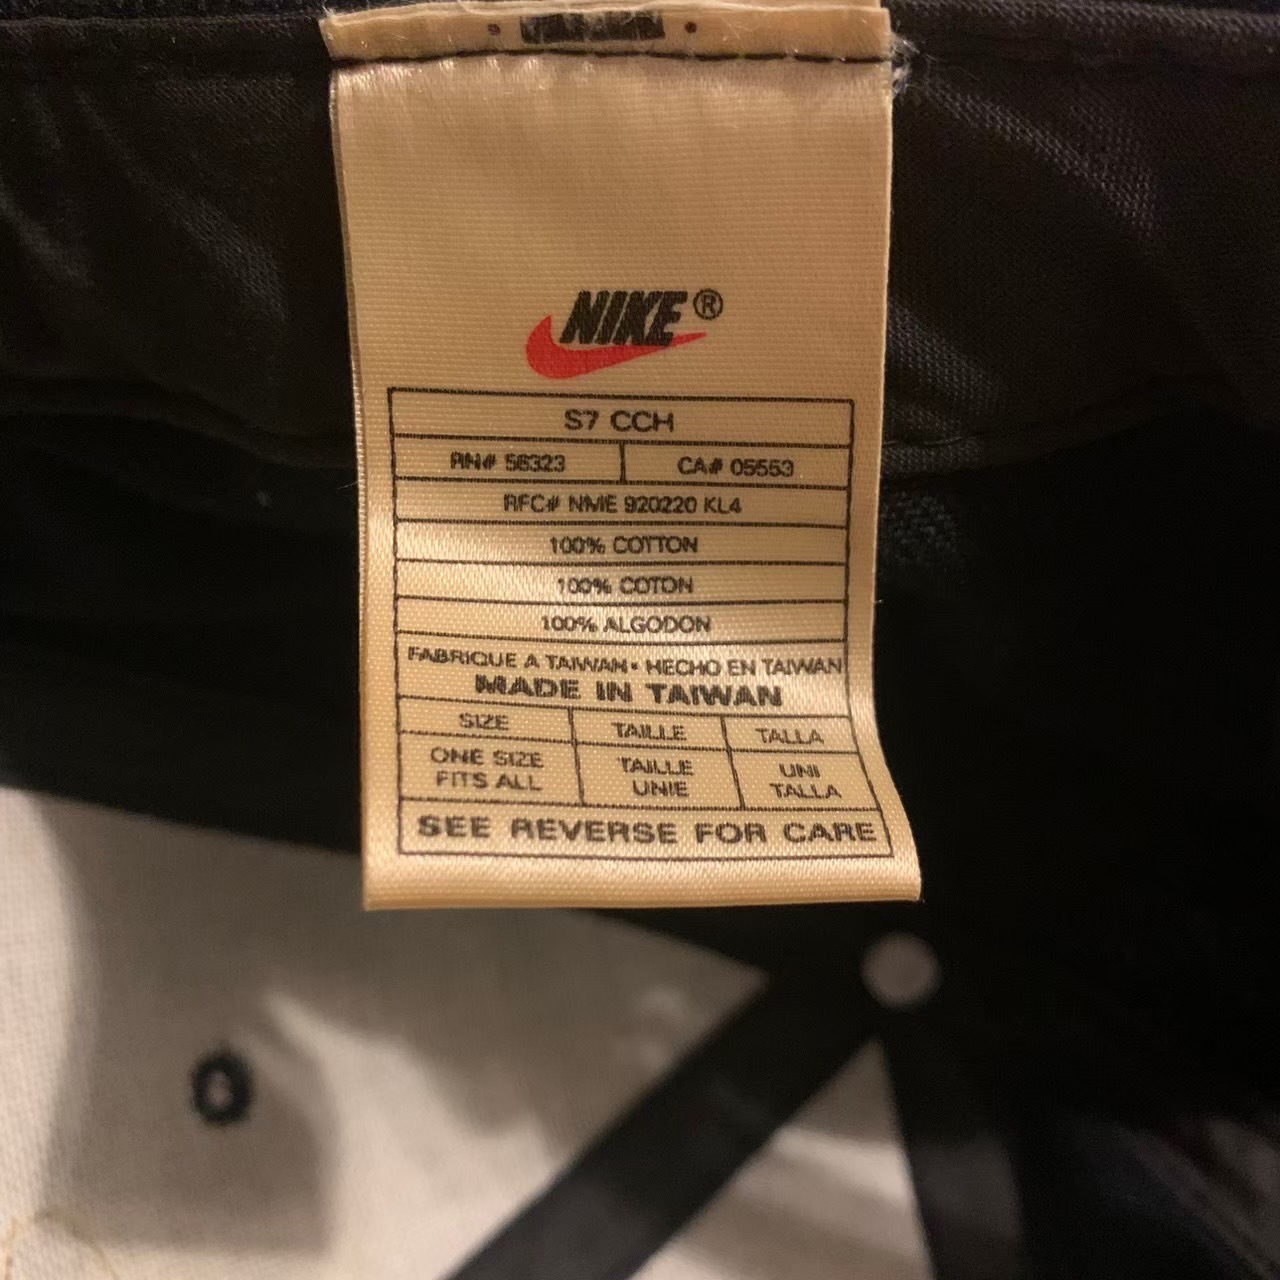 NIKE®
S7 CCH
RN# 56323 CA# 05553
RFC# NME 920220 KL4
100% COTTON
100% COTON
100% ALGODON
FABRIQUE A TAIWAN • HECHO EN TAIWAN
MADE IN TAIWAN
SIZE TAILLE TALLA
ONE SIZE TAILLE UNI
FITS ALL UNIE TALLA
SEE REVERSE FOR CARE